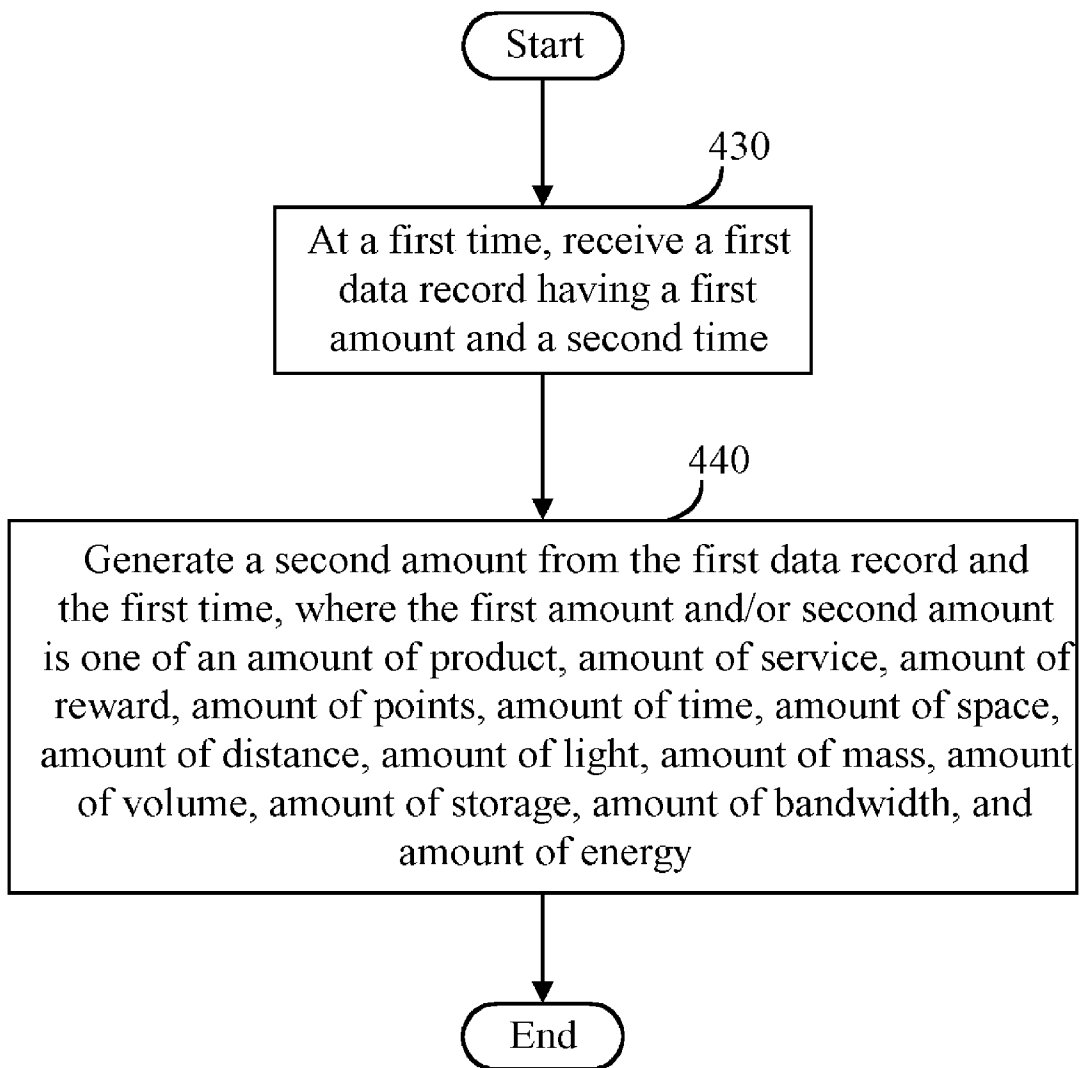 Start
430
At a first time, receive a first
data record having a first
amount and a second time
440
Generate a second amount from the first data record and
the first time, where the first amount and/or second amount
is one of an amount of product, amount of service, amount of
reward, amount of points, amount of time, amount of space,
amount of distance, amount of light, amount of mass, amount
of volume, amount of storage, amount of bandwidth, and
amount of energy
End